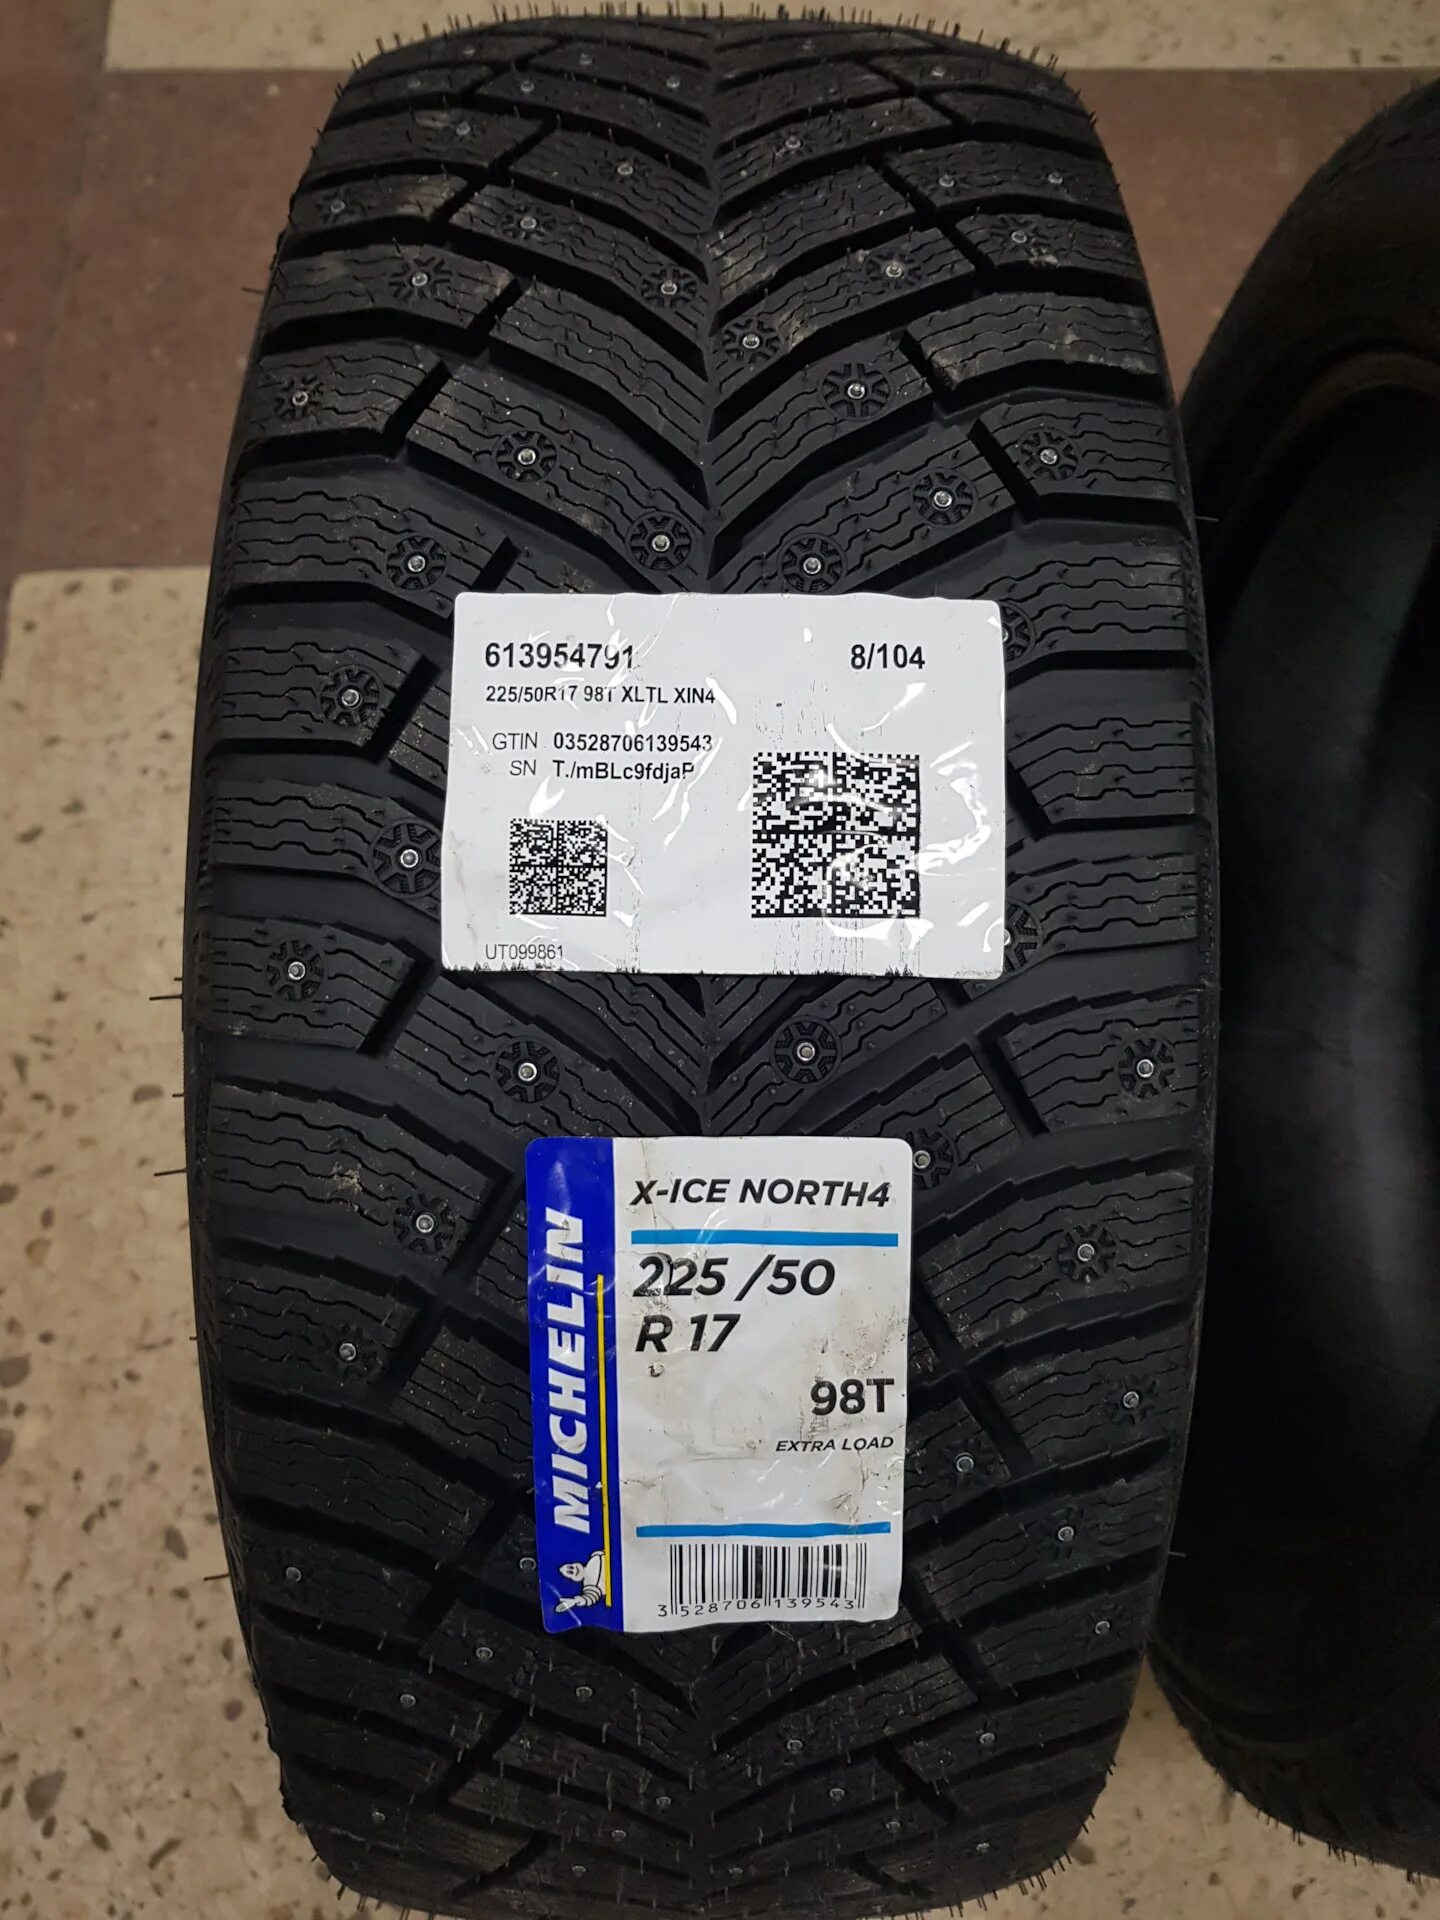 613954791 8/104
225/50R17 98T XLTL XIN4
GTIN 03528706139543
SN T./mBLc9fdjaP
UT099861
MICHELIN
X-ICE NORTH4
225 /50
R 17
98T
EXTRA LOAD
3 528706 139543